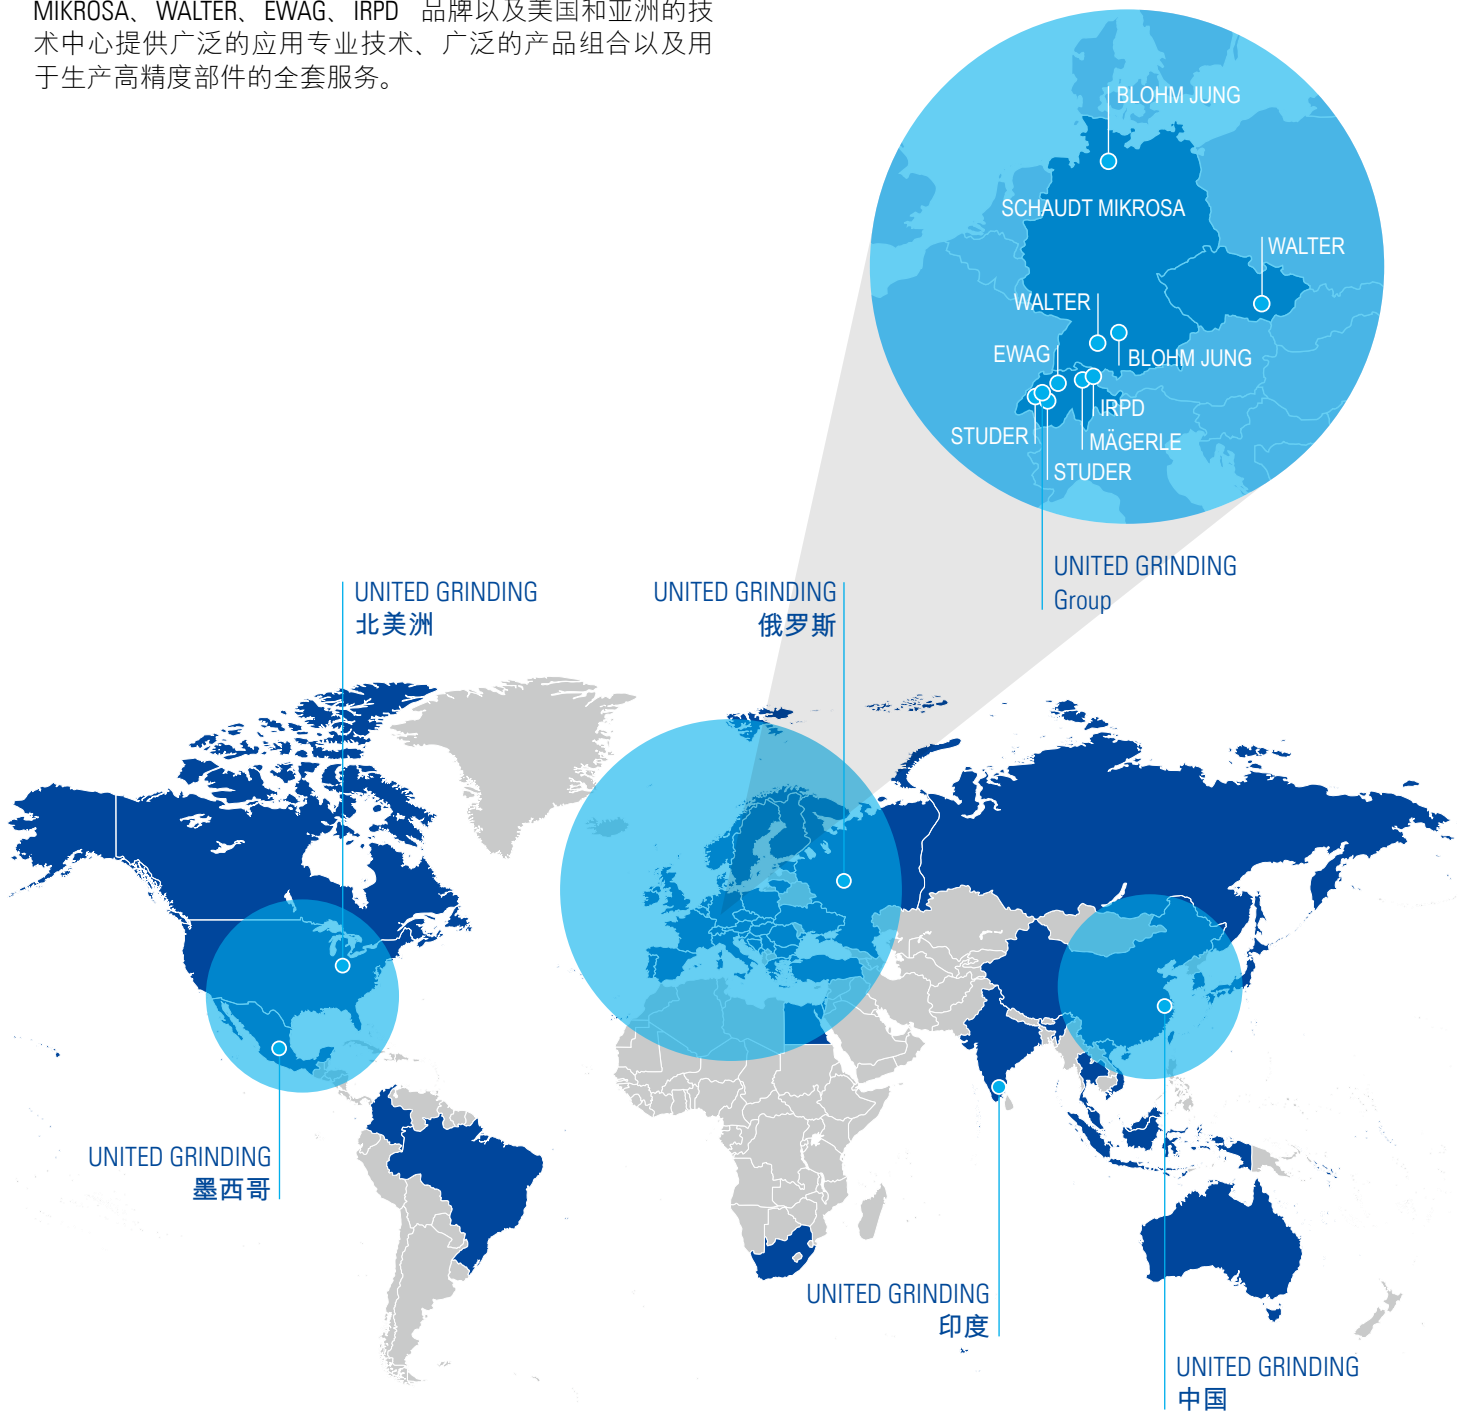 MIKROSA、WALTER、EWAG、IRPD 品牌以及美国和亚洲的技
术中心提供广泛的应用专业技术、广泛的产品组合以及用
于生产高精度部件的全套服务。
BLOHM JUNG
SCHAUDT MIKROSA
WALTER
WALTER
EWAG
BLOHM JUNG
IRPD
STUDER
MÄGERLE
STUDER
UNITED GRINDING
Group
UNITED GRINDING
北美洲
UNITED GRINDING
俄罗斯
UNITED GRINDING
墨西哥
UNITED GRINDING
印度
UNITED GRINDING
中国